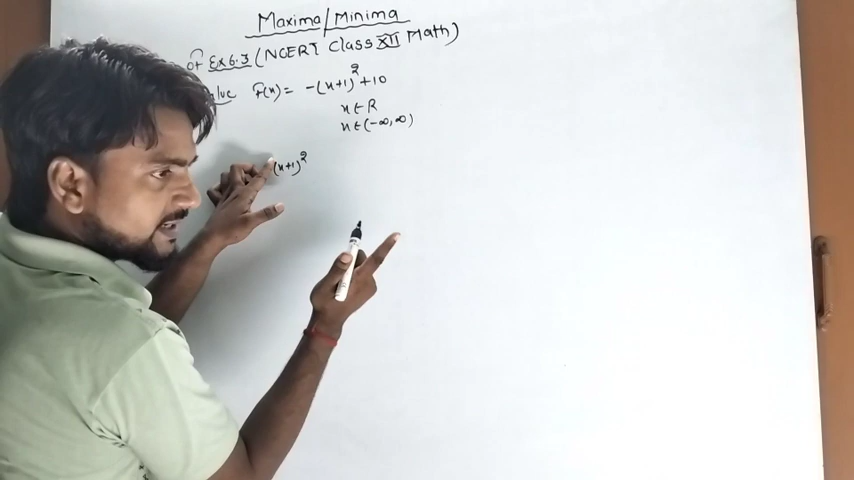 Maxima/Minima
of Ex 6.3 (NCERT Class XII Math)
f(x) = -(x+1)²+10
x ∈ R
x ∈ (-∞, ∞)
(x+1)²